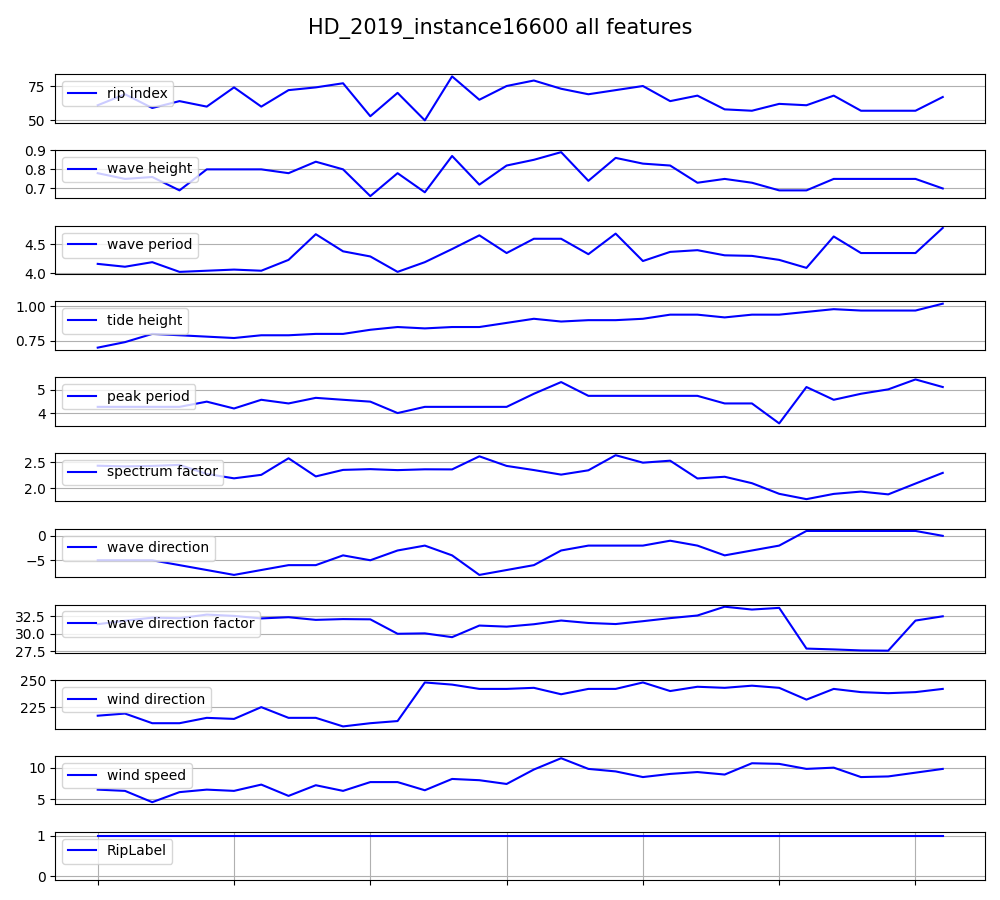 HD_2019_instance16600 all features
75
50
rip index
0.9
0.8
0.7
wave height
4.5
4.0
wave period
1.00
0.75
tide height
5
4
peak period
2.5
2.0
spectrum factor
0
−5
wave direction
32.5
30.0
27.5
wave direction factor
250
225
wind direction
10
5
wind speed
1
0
RipLabel